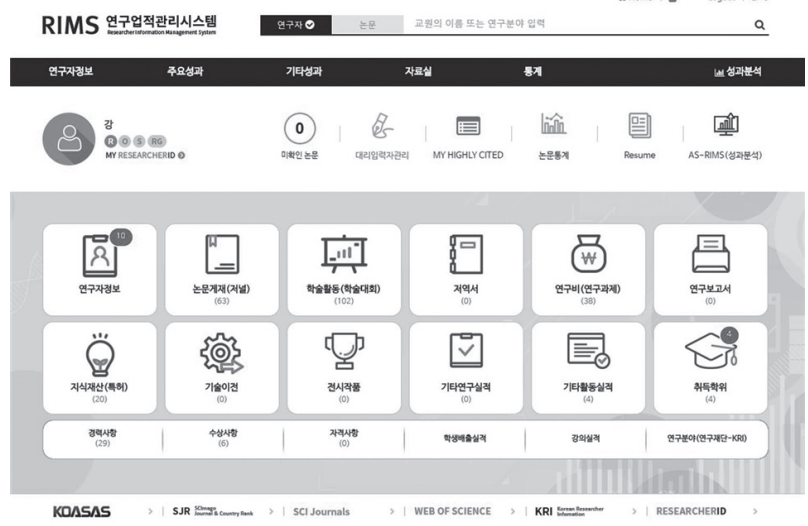 RIMS 연구업적관리시스템
Researcher Information Management System
연구자 논문 교원의 이름 또는 연구분야 입력
연구자정보 주요성과 기타성과 자료실 통계 성과분석
강
R O S RG
MY RESEARCHERID
0
미확인 논문 대리입력자관리 MY HIGHLY CITED 논문통계 Resume AS-RIMS(성과분석)
10
연구자정보 논문게재(저널) 학술활동(학술대회) 저역서 연구비(연구과제) 연구보고서
(63) (102) (0) (38) (0)
4
지식재산(특허) 기술이전 전시작품 기타연구실적 기타활동실적 취득학위
(20) (0) (0) (0) (4) (4)
경력사항 수상사항 자격사항 학생배출실적 강의실적 연구분야(연구재단-KRI)
(29) (6) (0)
KOASAS > | SJR SCImago Journal & Country Rank > | SCI Journals > | WEB OF SCIENCE > | KRI Korean Researcher Information > | RESEARCHERID >